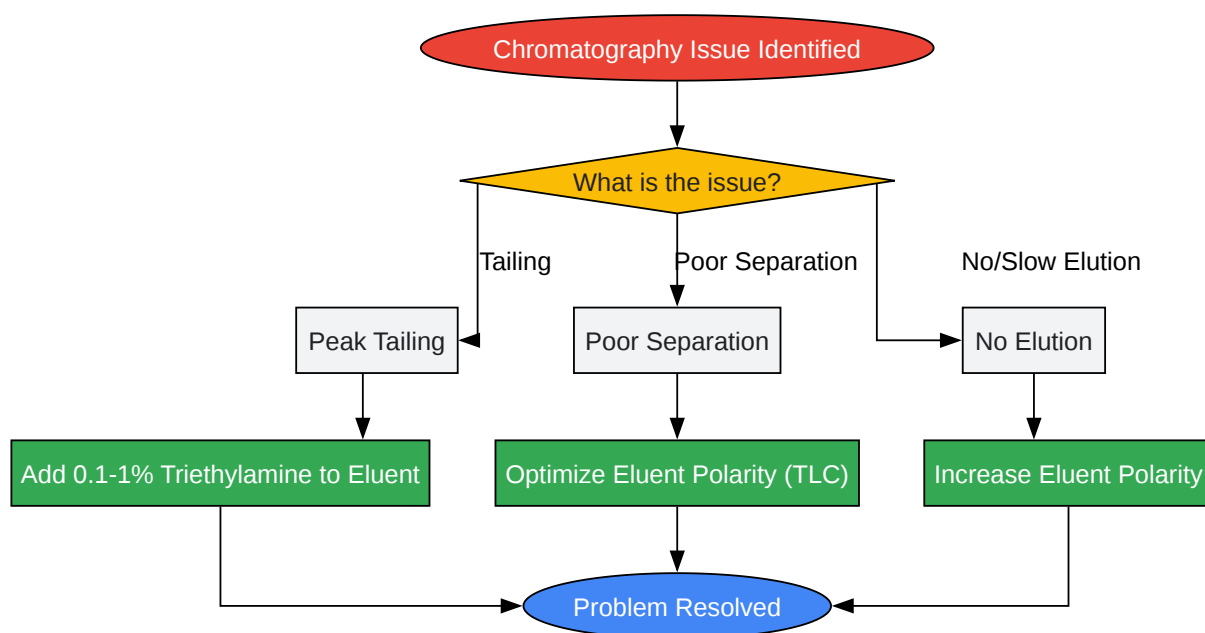 Chromatography Issue Identified
What is the issue?
Tailing
Poor Separation
No/Slow Elution
Peak Tailing
Poor Separation
No Elution
Add 0.1-1% Triethylamine to Eluent
Optimize Eluent Polarity (TLC)
Increase Eluent Polarity
Problem Resolved